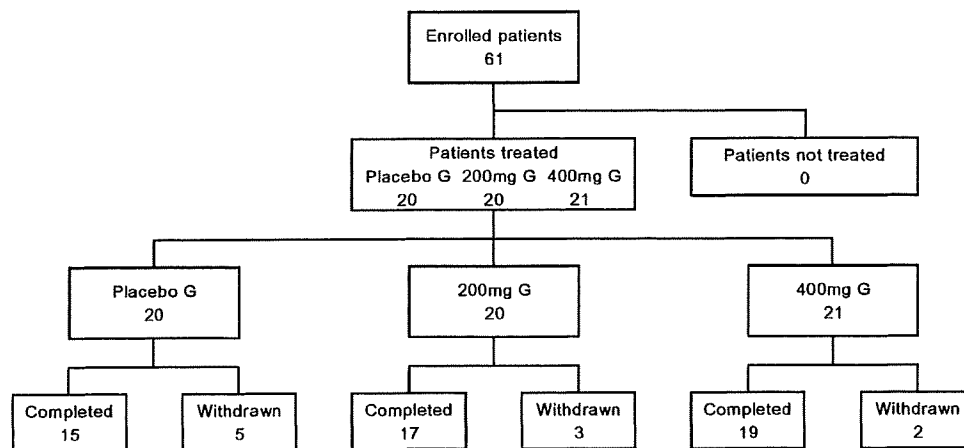 Enrolled patients
61
Patients treated
Placebo G 200mg G 400mg G
20 20 21
Patients not treated
0
Placebo G
20
200mg G
20
400mg G
21
Completed
15
Withdrawn
5
Completed
17
Withdrawn
3
Completed
19
Withdrawn
2